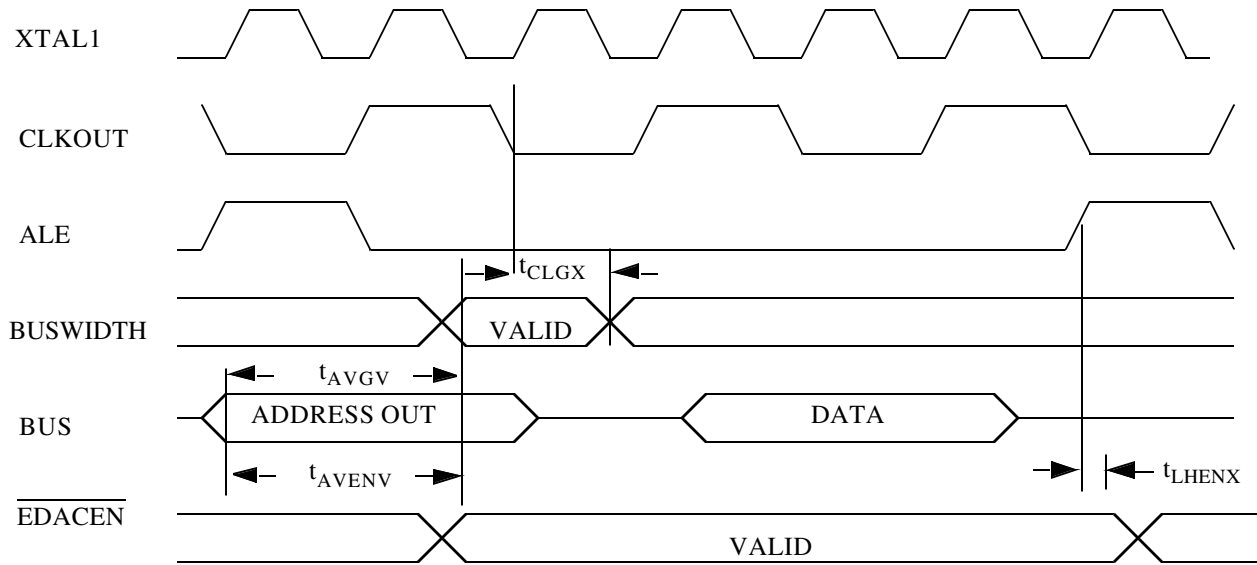 XTAL1
CLKOUT
ALE
tCLGX
BUSWIDTH
VALID
tAVGV
BUS
ADDRESS OUT
DATA
tAVENV
tLHENX
EDACEN
VALID